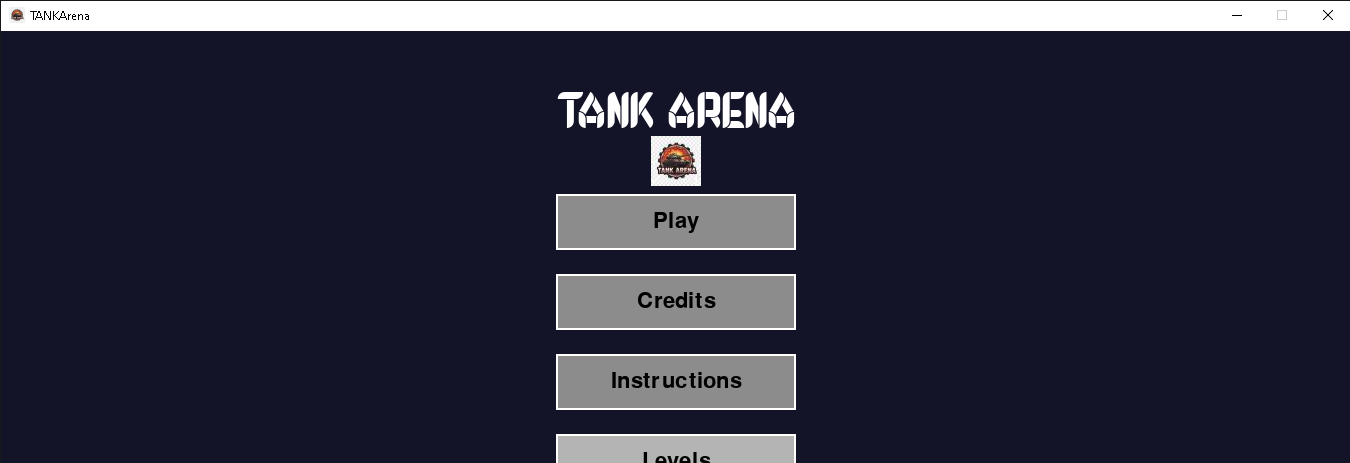 TANKArena
TANK ARENA
TANK ARENA
Play
Credits
Instructions
Levels